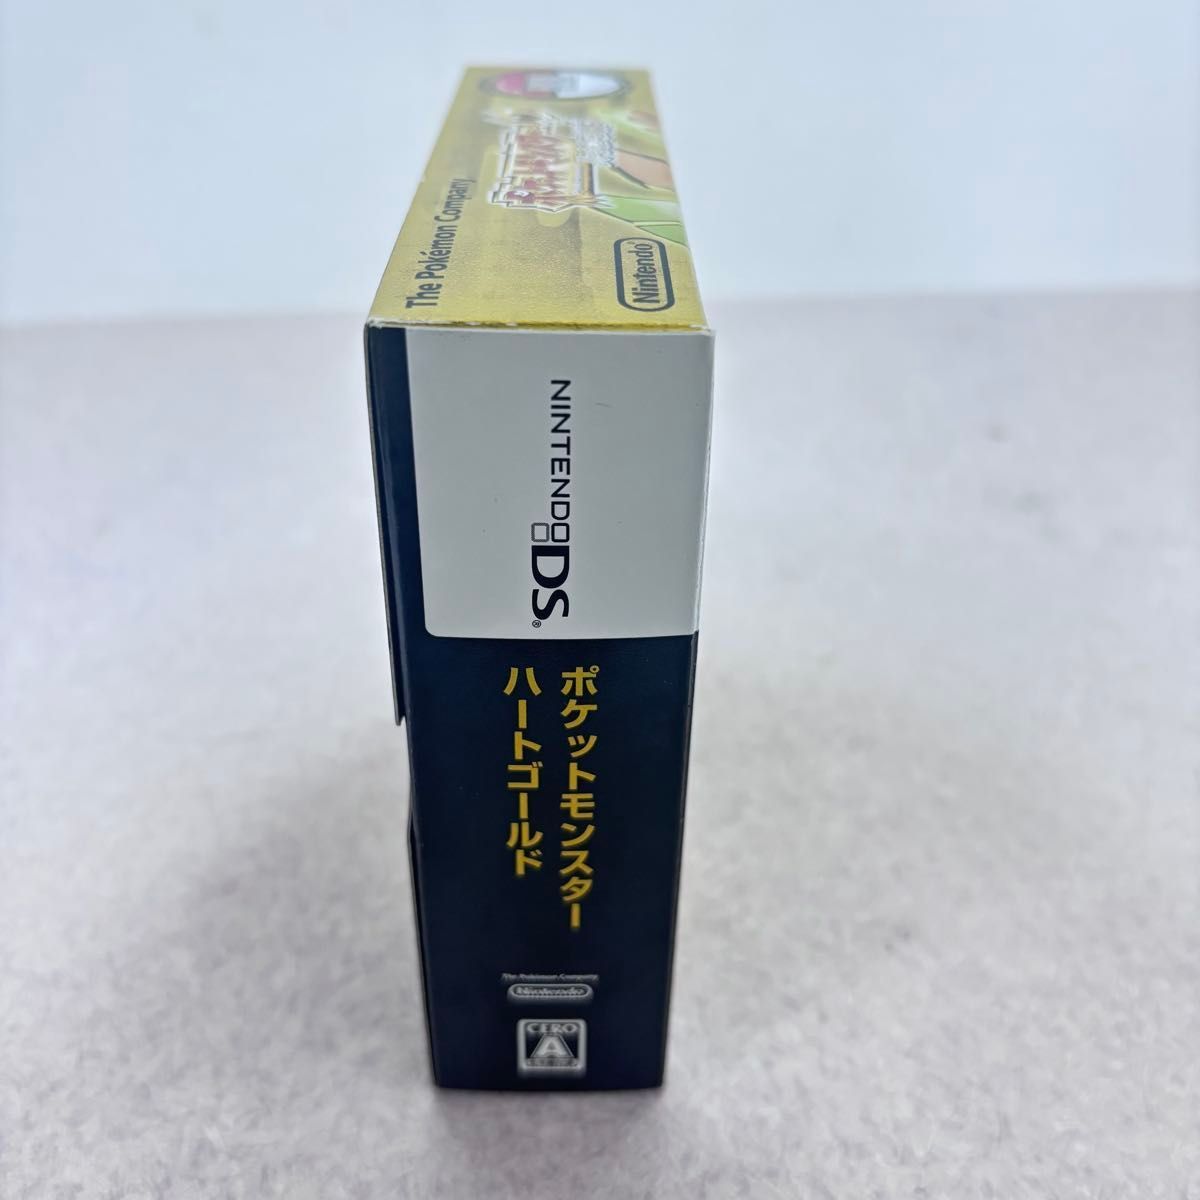 The Pokémon Company
Nintendo
NINTENDO
DS®
ポケットモンスター
ハートゴールド
The Pokémon Company
Nintendo
CERO
A